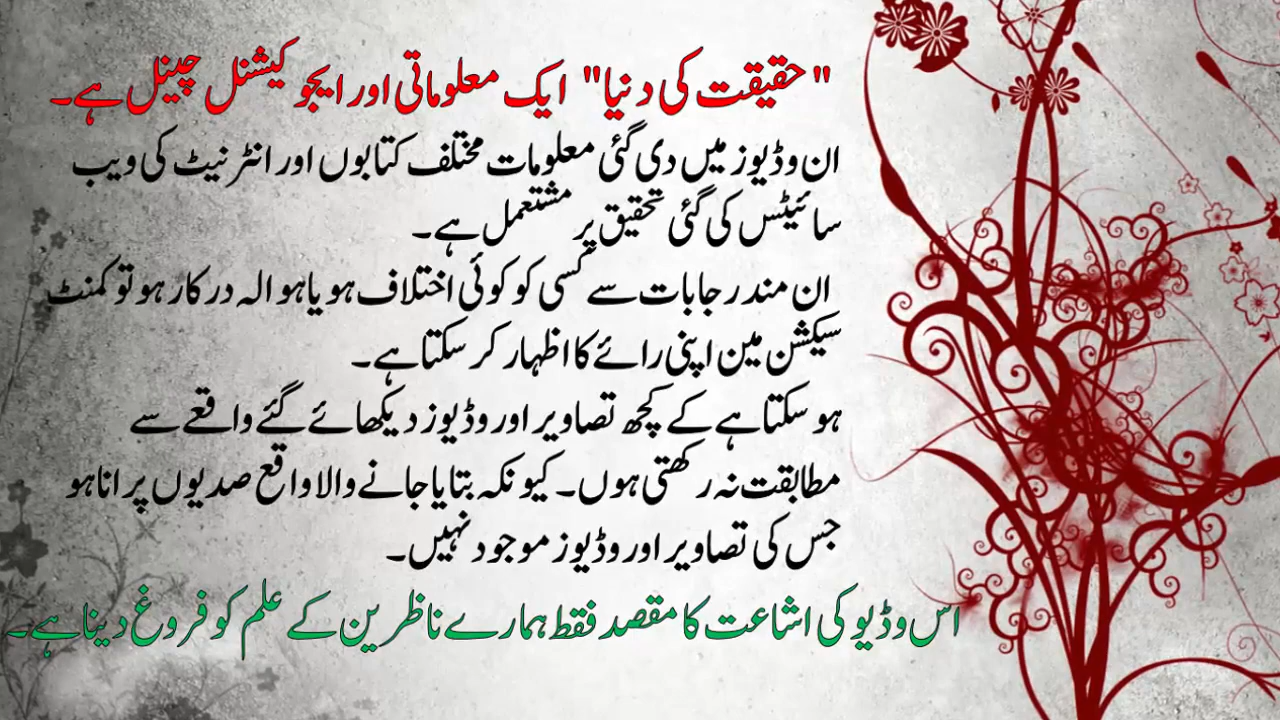 "حقیقت کی دنیا" ایک معلوماتی اور ایجوکیشنل چینل ہے۔
ان وڈیوز میں دی گئی معلومات مختلف کتابوں اور انٹرنیٹ کی ویب
سائیٹس کی گئی تحقیق پر مشتعمل ہے۔
ان مندرجابات سے کسی کو کوئی اختلاف ہو یا ہوالہ درکار ہو تو کمنٹ
سیکشن مین اپنی رائے کا اظہار کر سکتا ہے۔
ہو سکتا ہے کے کچھ تصاویر اور وڈیوز دیکھائے گئے واقعے سے
مطابقت نہ رکھتی ہوں۔ کیونکہ بتایا جانے والا واقع صدیوں پرانا ہو
جس کی تصاویر اور وڈیوز موجود نہیں۔
اس وڈیو کی اشاعت کا مقصد فقط ہمارے ناظرین کے علم کو فروغ دینا ہے۔